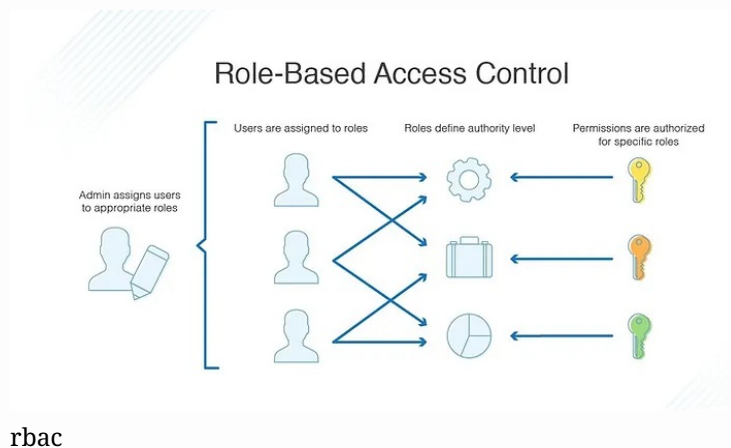 Role-Based Access Control
Users are assigned to roles
Roles define authority level
Permissions are authorized
for specific roles
Admin assigns users
to appropriate roles
rbac